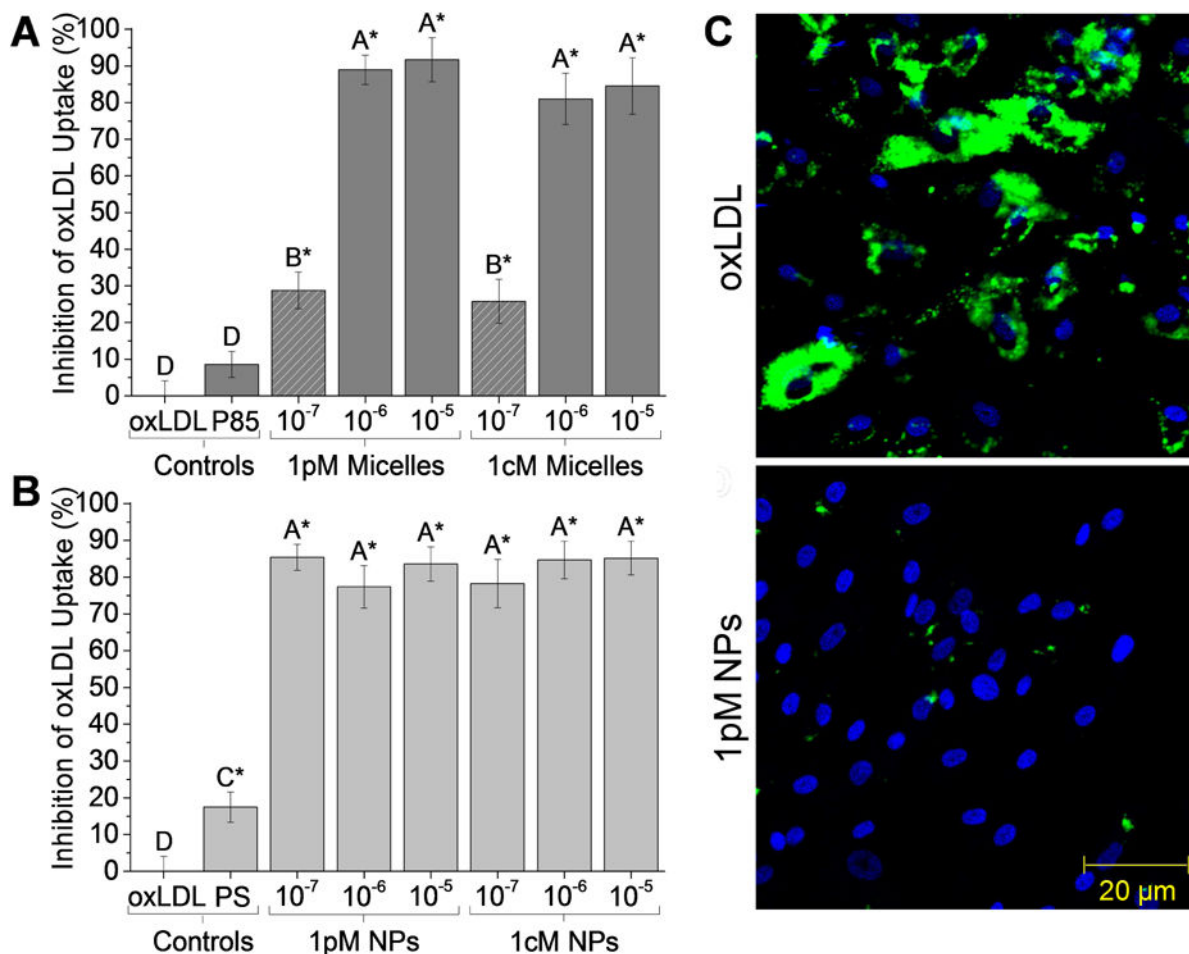 A
Inhibition of oxLDL Uptake (%)
100
90
80
70
60
50
40
30
20
10
0
D
D
B*
A*
A*
B*
A*
A*
oxLDL P85 10⁻⁷ 10⁻⁶ 10⁻⁵ 10⁻⁷ 10⁻⁶ 10⁻⁵
Controls 1pM Micelles 1cM Micelles
B
Inhibition of oxLDL Uptake (%)
100
90
80
70
60
50
40
30
20
10
0
D
C*
A*
A*
A*
A*
A*
A*
oxLDL PS 10⁻⁷ 10⁻⁶ 10⁻⁵ 10⁻⁷ 10⁻⁶ 10⁻⁵
Controls 1pM NPs 1cM NPs
C
oxLDL
1pM NPs
20 μm